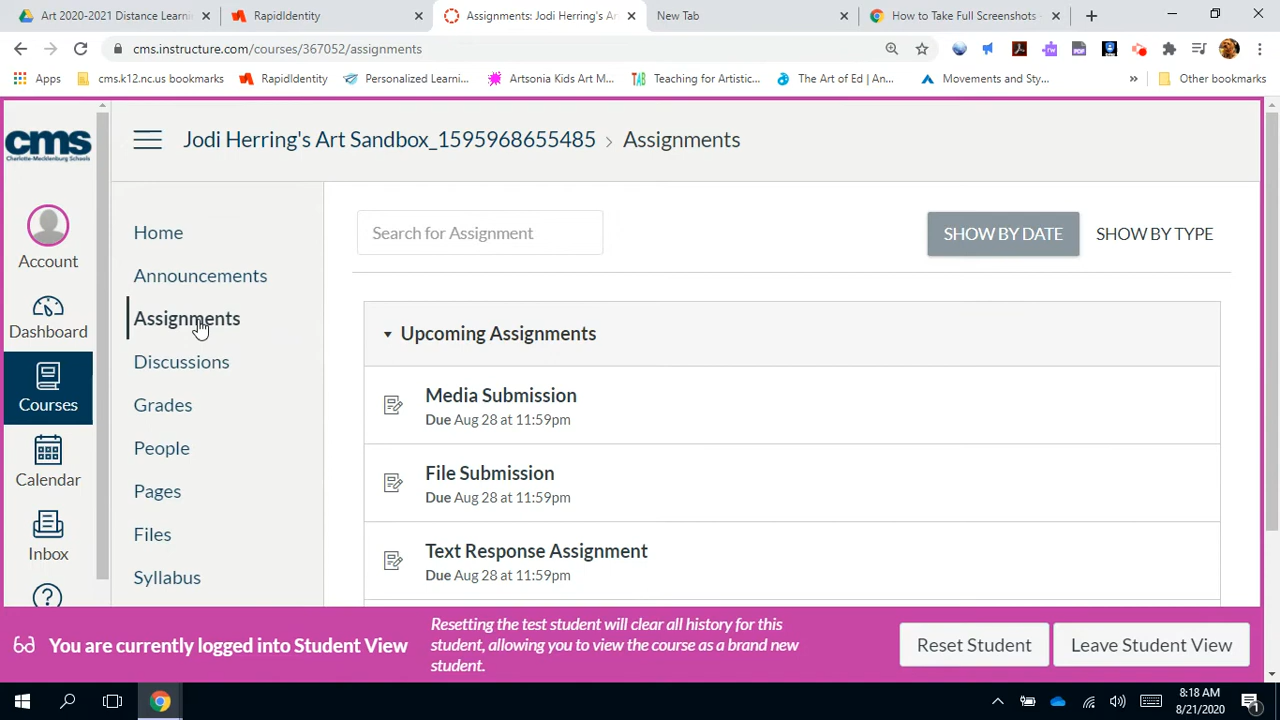 Art 2020-2021 Distance Learni
RapidIdentity
Assignments: Jodi Herring's Ar
New Tab
How to Take Full Screenshots -
cms.instructure.com/courses/367052/assignments
Apps
cms.k12.nc.us bookmarks
RapidIdentity
Personalized Learni...
Artsonia Kids Art M...
TAB
Teaching for Artistic...
The Art of Ed | An...
Movements and Sty...
»
Other bookmarks
cms
Charlotte-Mecklenburg Schools
Jodi Herring's Art Sandbox_1595968655485 > Assignments
Account
Dashboard
Courses
Calendar
Inbox
Home
Announcements
Assignments
Discussions
Grades
People
Pages
Files
Syllabus
Search for Assignment
SHOW BY DATE
SHOW BY TYPE
Upcoming Assignments
Media Submission
Due Aug 28 at 11:59pm
File Submission
Due Aug 28 at 11:59pm
Text Response Assignment
Due Aug 28 at 11:59pm
You are currently logged into Student View
Resetting the test student will clear all history for this
student, allowing you to view the course as a brand new
student.
Reset Student
Leave Student View
8:18 AM
8/21/2020
1